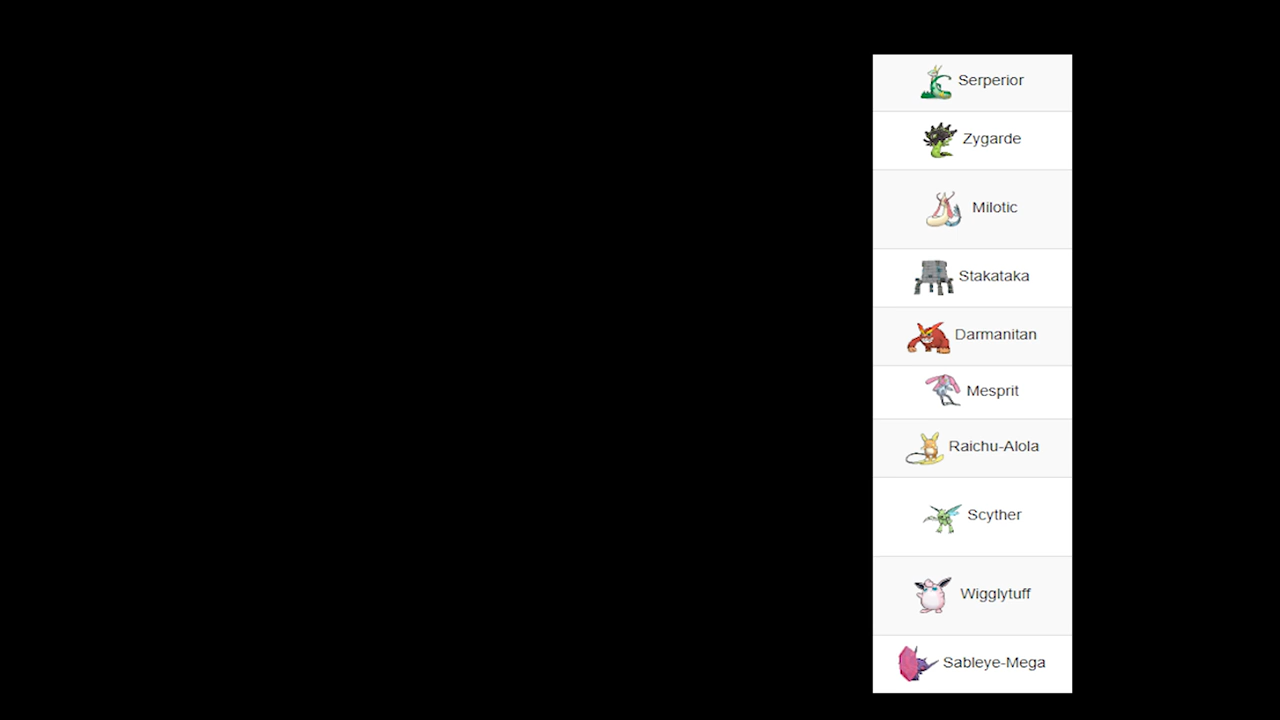 Serperior
Zygarde
Milotic
Stakataka
Darmanitan
Mesprit
Raichu-Alola
Scyther
Wigglytuff
Sableye-Mega